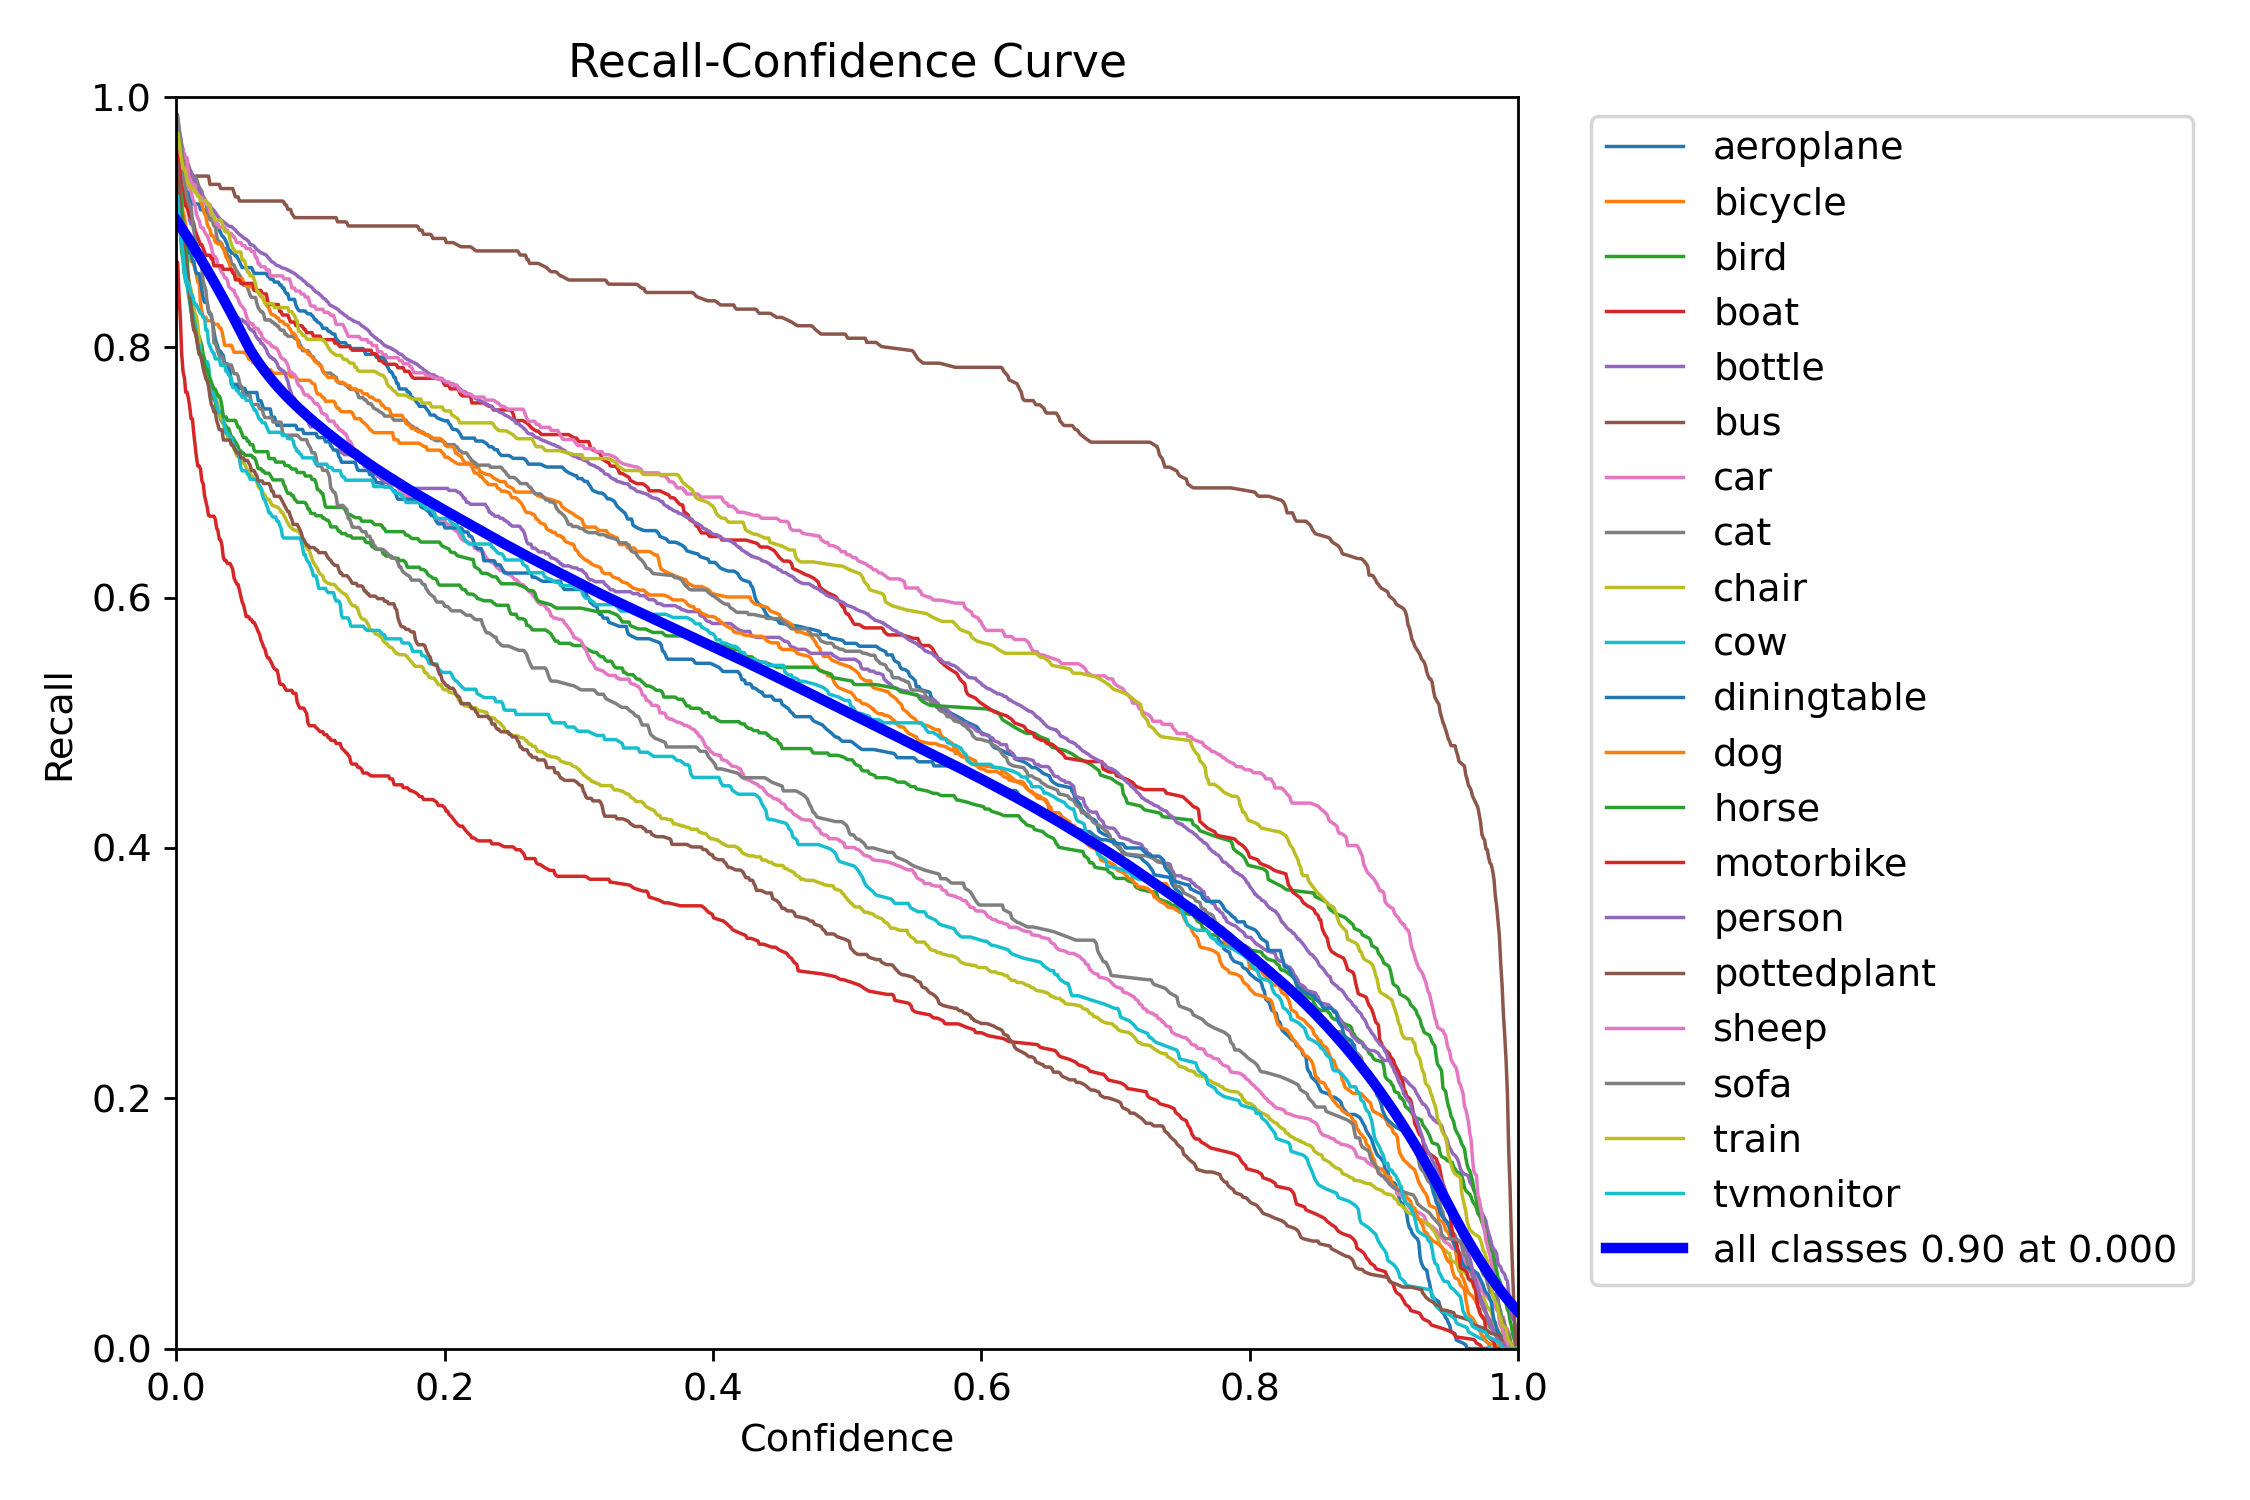 Recall-Confidence Curve
1.0
0.8
0.6
0.4
0.2
0.0
Recall
0.0 0.2 0.4 0.6 0.8 1.0
Confidence
aeroplane
bicycle
bird
boat
bottle
bus
car
cat
chair
cow
diningtable
dog
horse
motorbike
person
pottedplant
sheep
sofa
train
tvmonitor
all classes 0.90 at 0.000